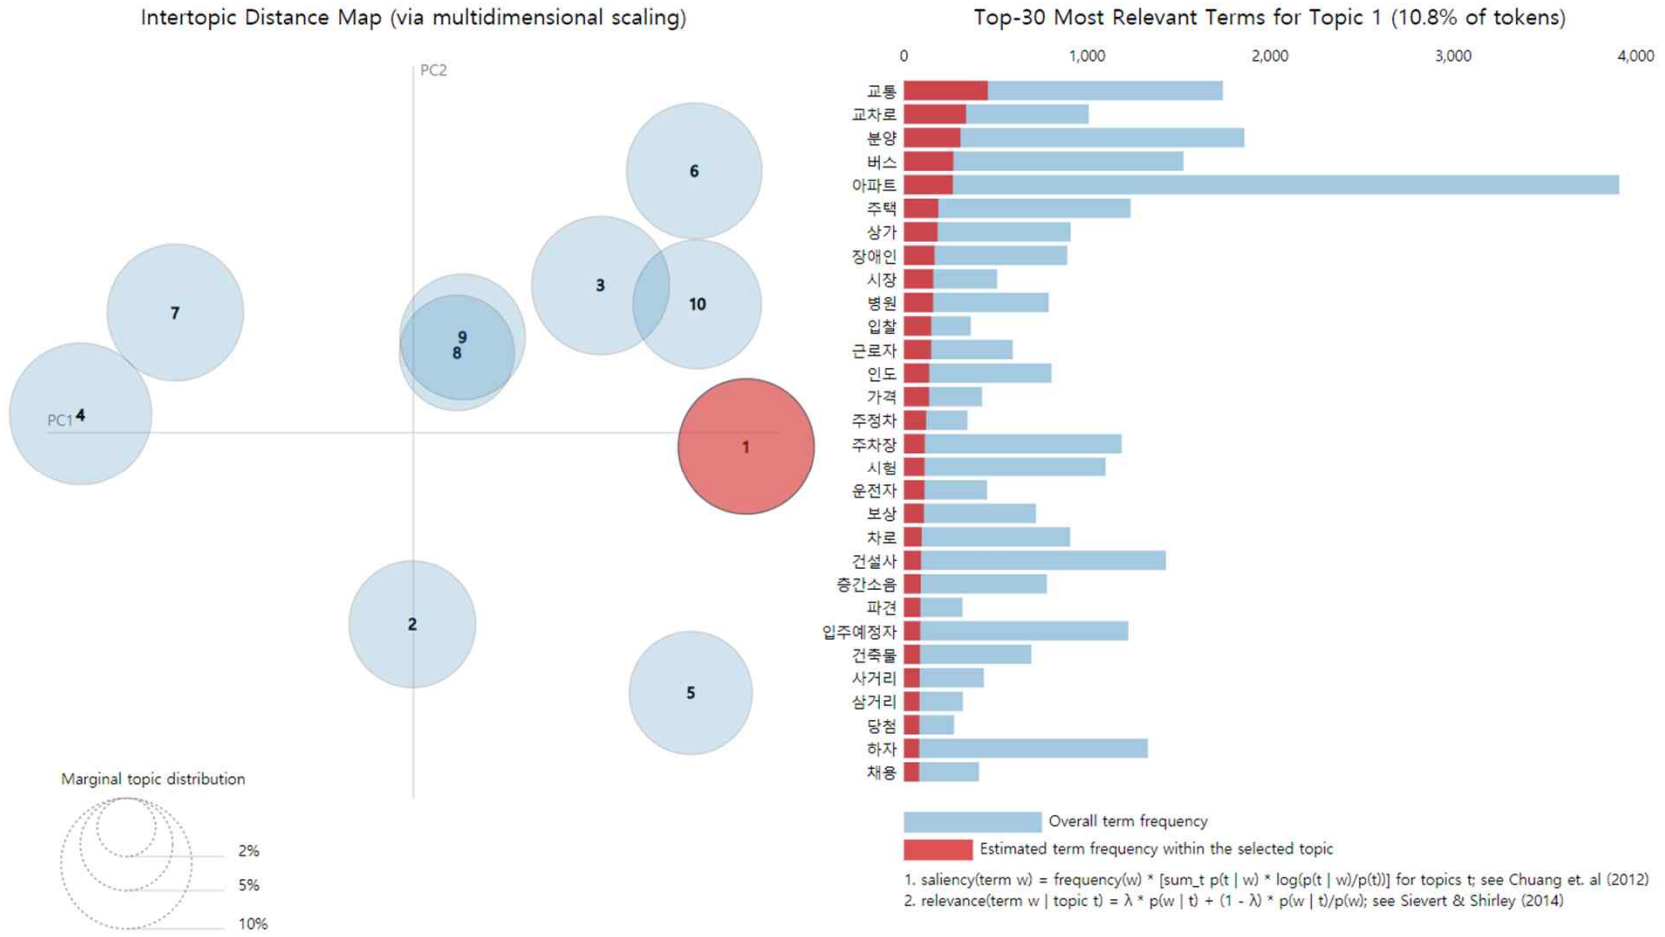 Intertopic Distance Map (via multidimensional scaling)
PC2
PC1
6
3
10
7
9
8
4
1
2
5
Marginal topic distribution
2%
5%
10%
Top-30 Most Relevant Terms for Topic 1 (10.8% of tokens)
0 1,000 2,000 3,000 4,000
교통
교차로
분양
버스
아파트
주택
상가
장애인
시장
병원
입찰
근로자
인도
가격
주정차
주차장
시험
운전자
보상
차로
건설사
층간소음
파견
입주예정자
건축물
사거리
삼거리
당첨
하자
채용
Overall term frequency
Estimated term frequency within the selected topic
1. saliency(term w) = frequency(w) * [sum_t p(t | w) * log(p(t | w)/p(t))] for topics t; see Chuang et. al (2012)
2. relevance(term w | topic t) = λ * p(w | t) + (1 - λ) * p(w | t)/p(w); see Sievert & Shirley (2014)